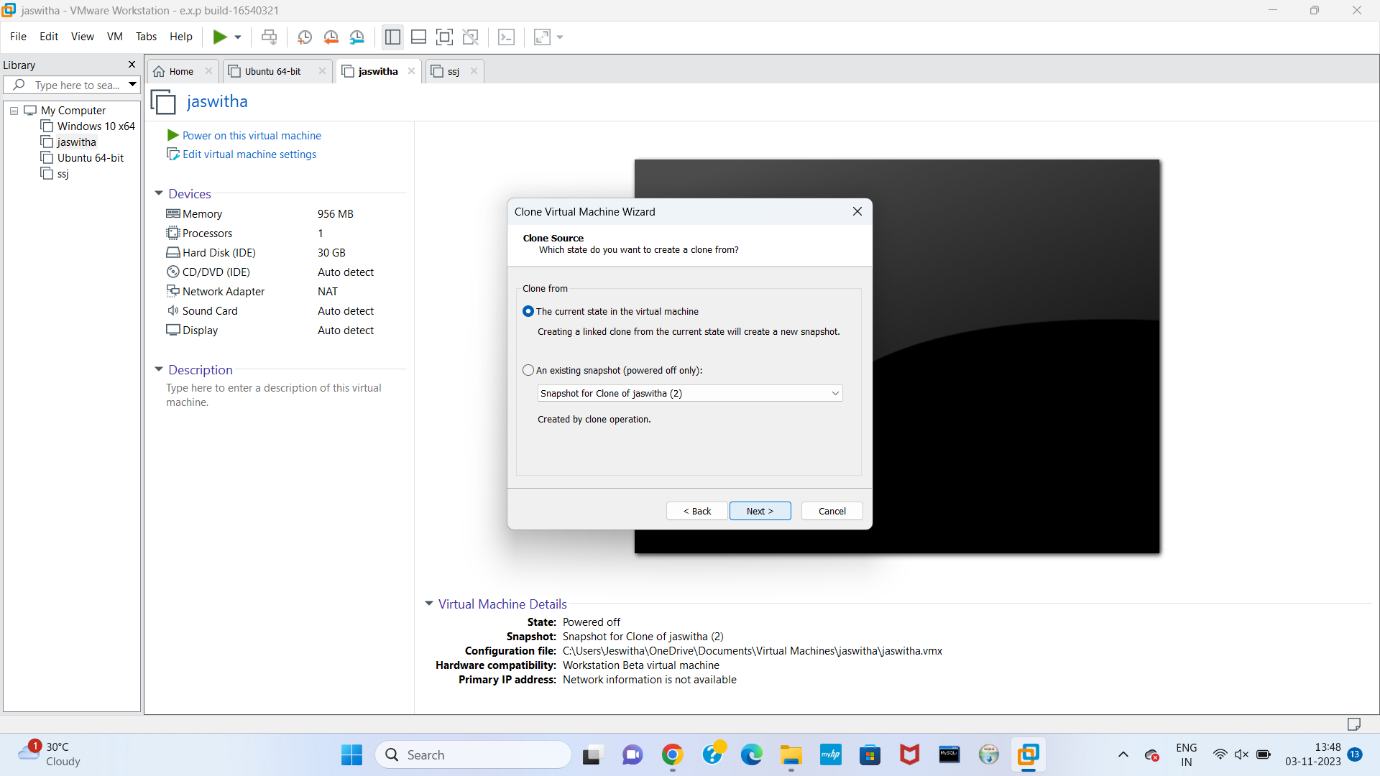 jaswitha - VMware Workstation - e.x.p build-16540321
File Edit View VM Tabs Help
Library
Type here to sea...
My Computer
Windows 10 x64
jaswitha
Ubuntu 64-bit
ssj
Home Ubuntu 64-bit jaswitha ssj
jaswitha
Power on this virtual machine
Edit virtual machine settings
Devices
Memory 956 MB
Processors 1
Hard Disk (IDE) 30 GB
CD/DVD (IDE) Auto detect
Network Adapter NAT
Sound Card Auto detect
Display Auto detect
Description
Type here to enter a description of this virtual
machine.
Clone Virtual Machine Wizard
Clone Source
Which state do you want to create a clone from?
Clone from
The current state in the virtual machine
Creating a linked clone from the current state will create a new snapshot.
An existing snapshot (powered off only):
Snapshot for Clone of jaswitha (2)
Created by clone operation.
< Back Next > Cancel
Virtual Machine Details
State: Powered off
Snapshot: Snapshot for Clone of jaswitha (2)
Configuration file: C:\Users\Jeswitha\OneDrive\Documents\Virtual Machines\jaswitha\jaswitha.vmx
Hardware compatibility: Workstation Beta virtual machine
Primary IP address: Network information is not available
1
30°C
Cloudy
Search
myhp
MySQL
ENG
IN
13:48
03-11-2023
13